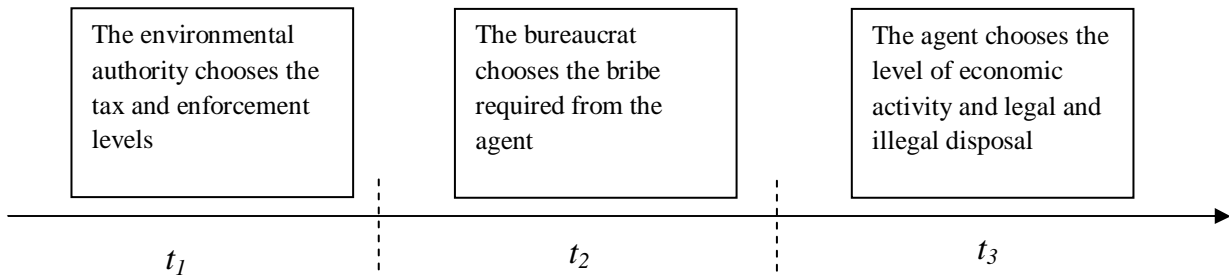 The environmental
authority chooses the
tax and enforcement
levels
The bureaucrat
chooses the bribe
required from the
agent
The agent chooses the
level of economic
activity and legal and
illegal disposal
t1
t2
t3